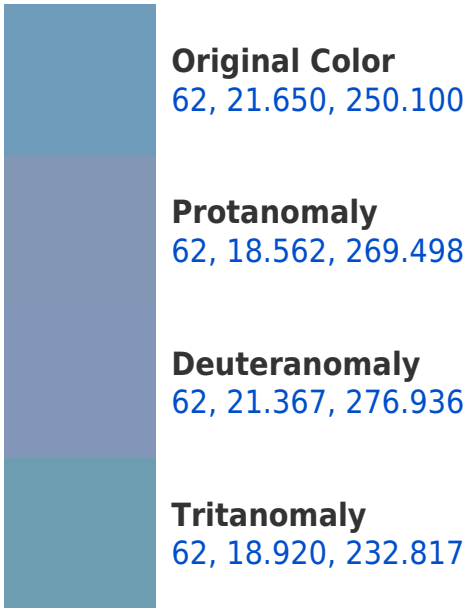 Original Color
62, 21.650, 250.100
Protanomaly
62, 18.562, 269.498
Deuteranomaly
62, 21.367, 276.936
Tritanomaly
62, 18.920, 232.817